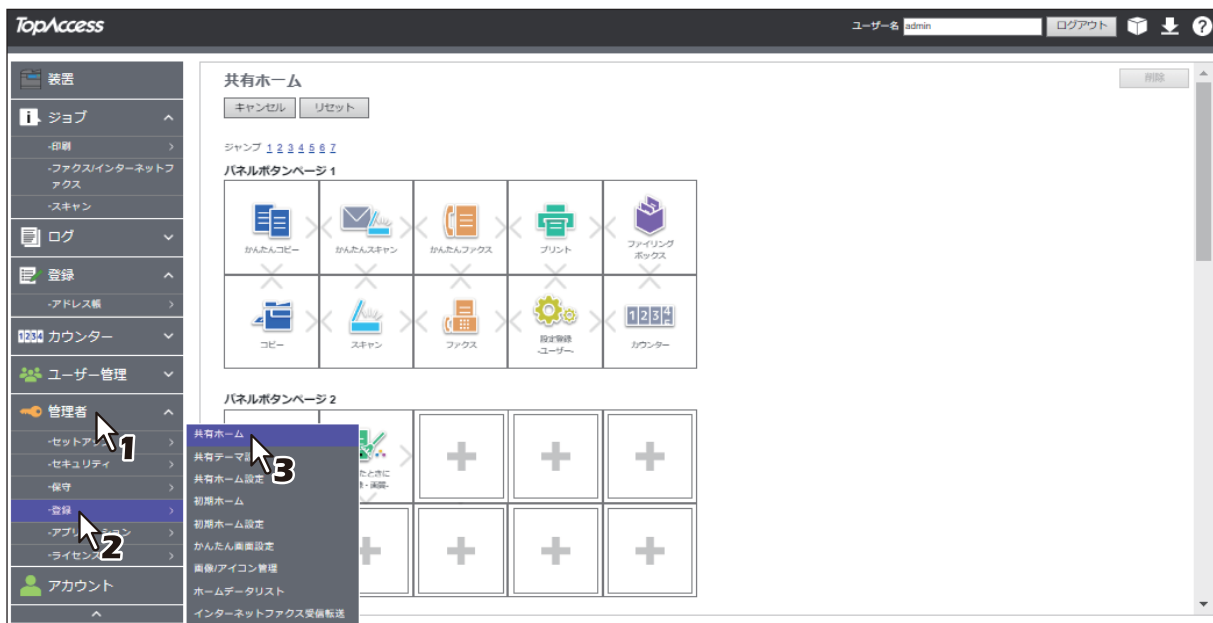 TopAccess
ユーザー名 admin ログアウト
装置
ジョブ
-印刷
-ファクス/インターネットフ
ァクス
-スキャン
ログ
登録
-アドレス帳
カウンター
ユーザー管理
管理者
1
-セットア
-セキュリティ
-保守
-登録
2
-アプリ ション
-ライセンス
アカウント
共有ホーム
削除
キャンセル リセット
ジャンプ 1 2 3 4 5 6 7
パネルボタンページ 1
かんたんコピー かんたんスキャン かんたんファクス プリント ファイリング
ボックス
コピー スキャン ファクス 設定登録
-ユーザー- カウンター
パネルボタンページ 2
たときに
- 画質-
共有ホーム
3
共有テーマ
共有ホーム設定
初期ホーム
初期ホーム設定
かんたん画面設定
画像/アイコン管理
ホームデータリスト
インターネットファクス受信転送